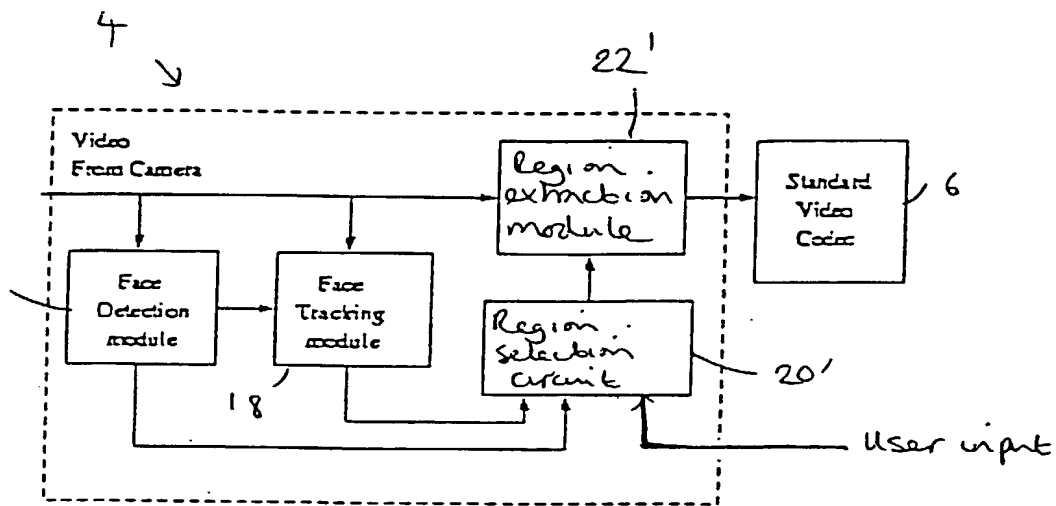 4
22'
Video
From Camera
Region
extraction
module
Standard
Video
Codec
6
Face
Detection
module
Face
Tracking
module
Region
selection
circuit
20'
18
User input